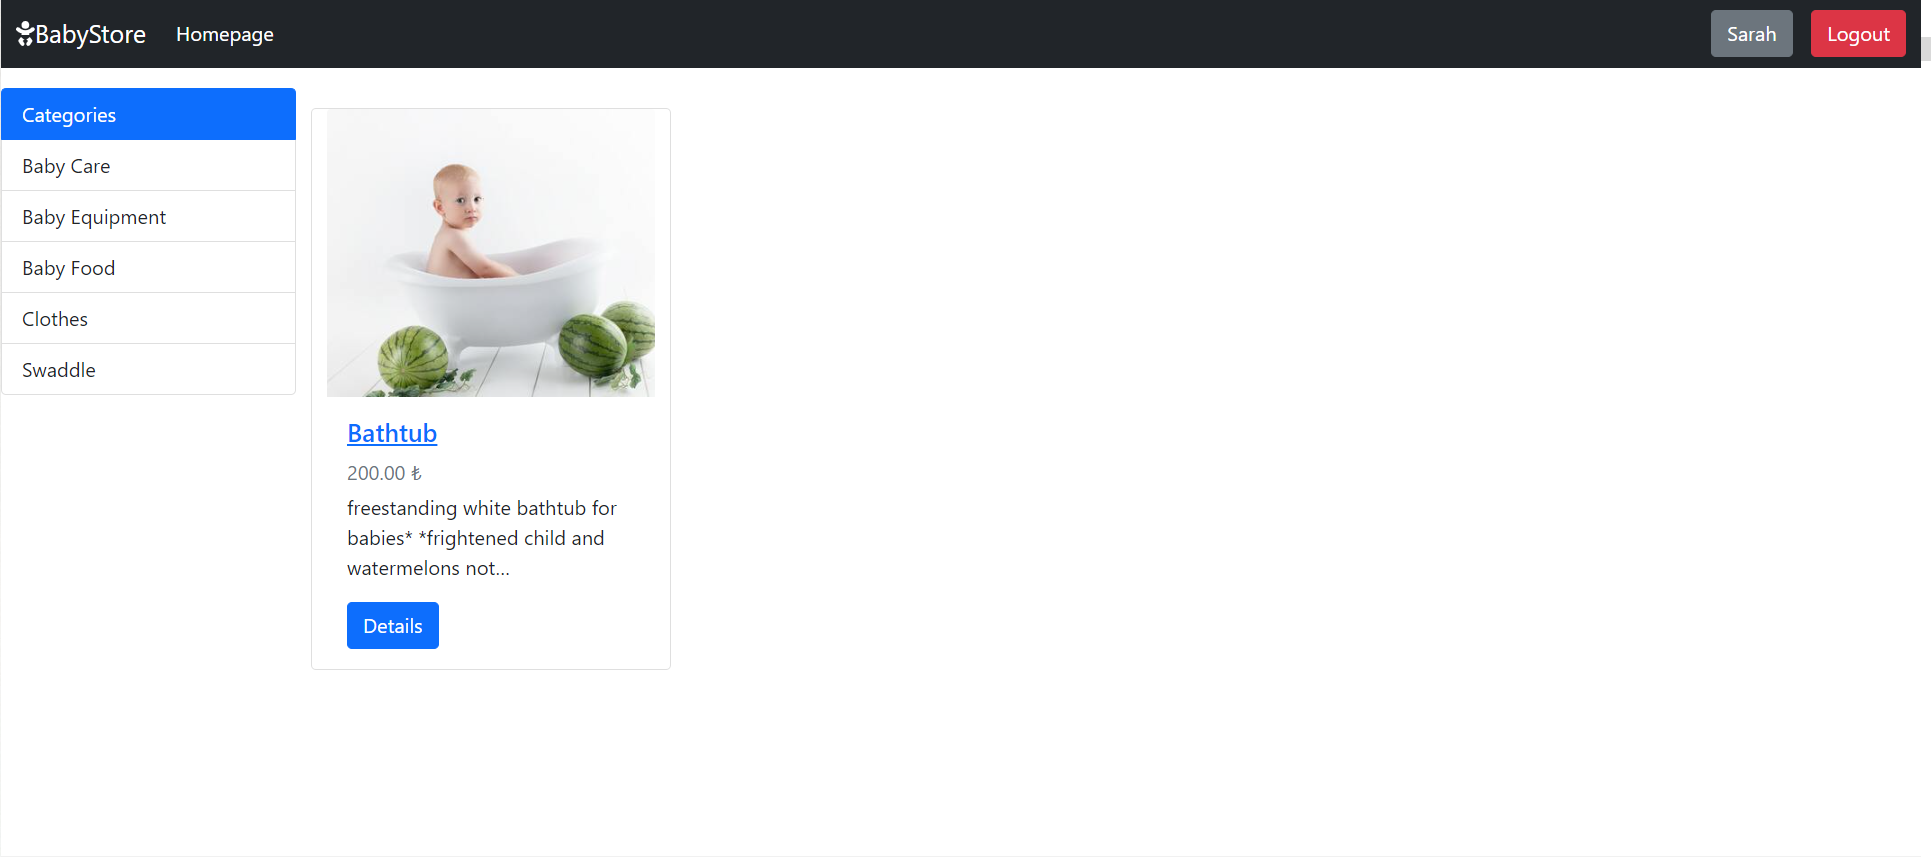 BabyStore Homepage Sarah Logout
Categories
Baby Care
Baby Equipment
Baby Food
Clothes
Swaddle
Bathtub
200.00 ₺
freestanding white bathtub for
babies* *frightened child and
watermelons not...
Details